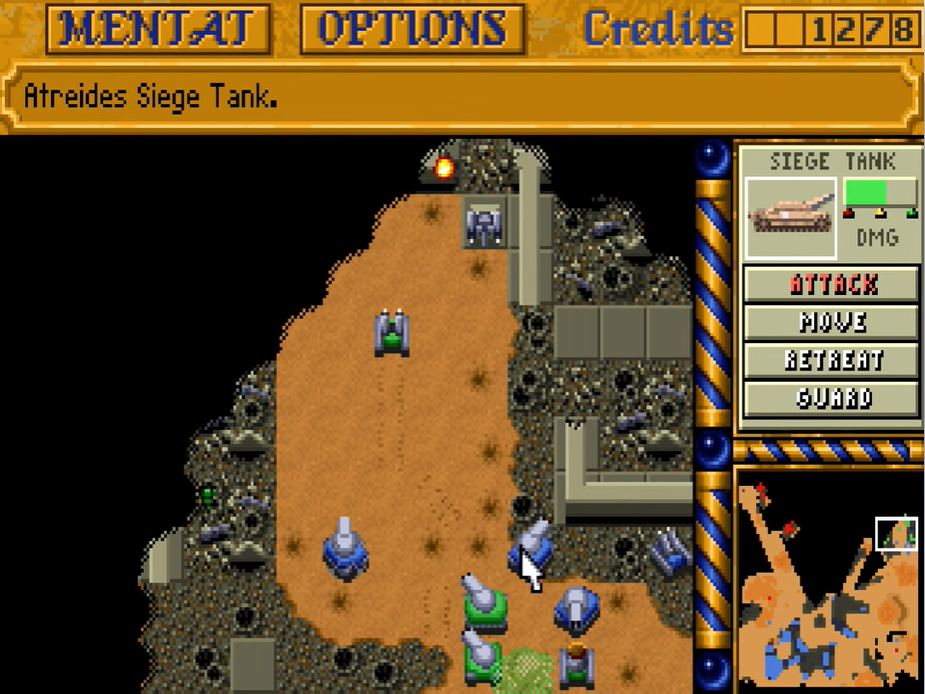 MENTAT OPTIONS Credits 1278
Atreides Siege Tank.
SIEGE TANK
DMG
ATTACK
MOVE
RETREAT
GUARD